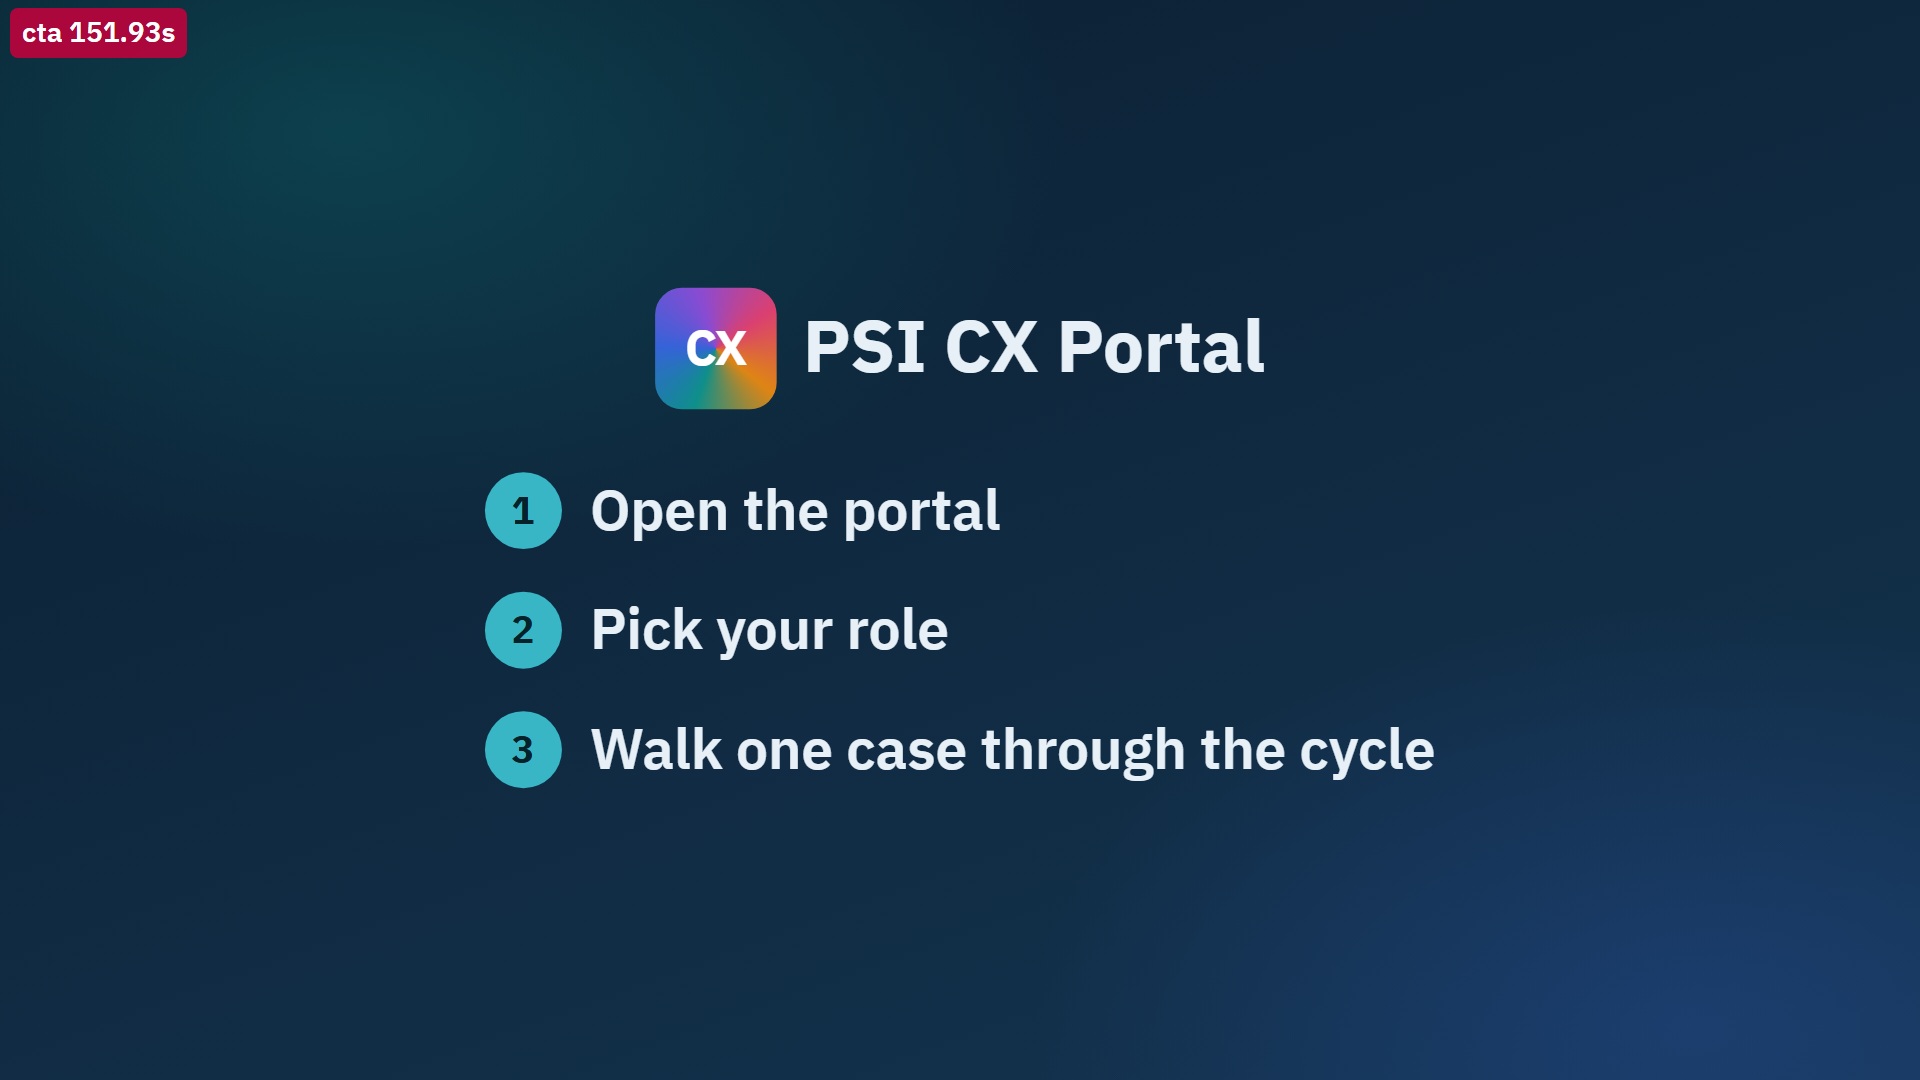 cta 151.93s
CX PSI CX Portal
1 Open the portal
2 Pick your role
3 Walk one case through the cycle